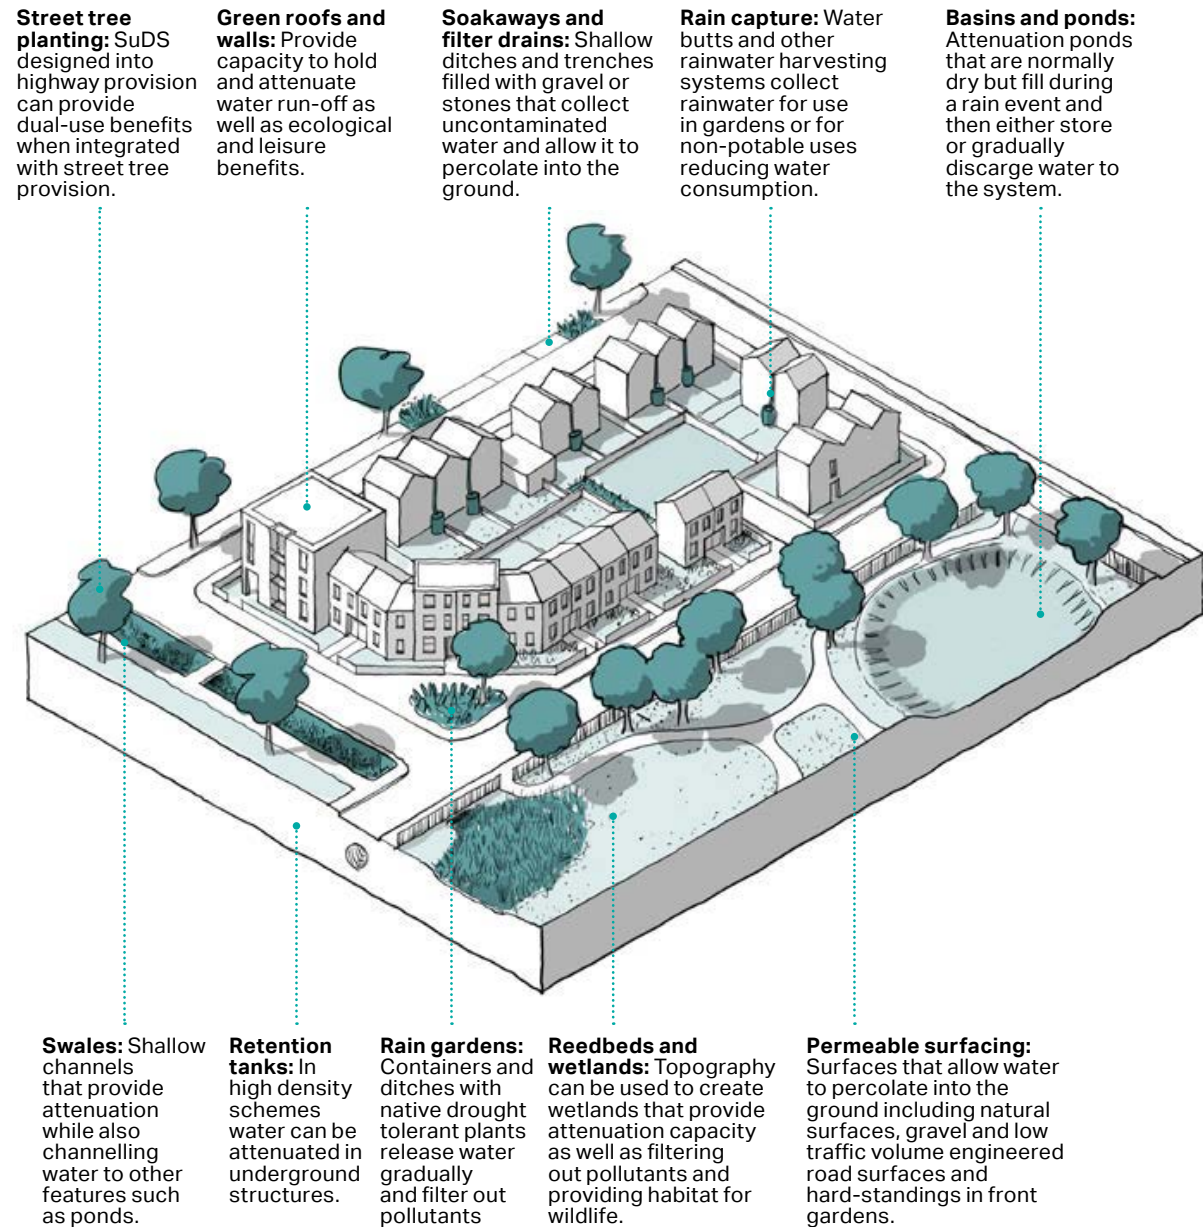 Street tree
planting: SuDS
designed into
highway provision
can provide
dual-use benefits
when integrated
with street tree
provision.
Green roofs and
walls: Provide
capacity to hold
and attenuate
water run-off as
well as ecological
and leisure
benefits.
Soakaways and
filter drains: Shallow
ditches and trenches
filled with gravel or
stones that collect
uncontaminated
water and allow it to
percolate into the
ground.
Rain capture: Water
butts and other
rainwater harvesting
systems collect
rainwater for use
in gardens or for
non-potable uses
reducing water
consumption.
Basins and ponds:
Attenuation ponds
that are normally
dry but fill during
a rain event and
then either store
or gradually
discarge water to
the system.
Swales: Shallow
channels
that provide
attenuation
while also
channelling
water to other
features such
as ponds.
Retention
tanks: In
high density
schemes
water can be
attenuated in
underground
structures.
Rain gardens:
Containers and
ditches with
native drought
tolerant plants
release water
gradually
and filter out
pollutants
Reedbeds and
wetlands: Topography
can be used to create
wetlands that provide
attenuation capacity
as well as filtering
out pollutants and
providing habitat for
wildlife.
Permeable surfacing:
Surfaces that allow water
to percolate into the
ground including natural
surfaces, gravel and low
traffic volume engineered
road surfaces and
hard-standings in front
gardens.